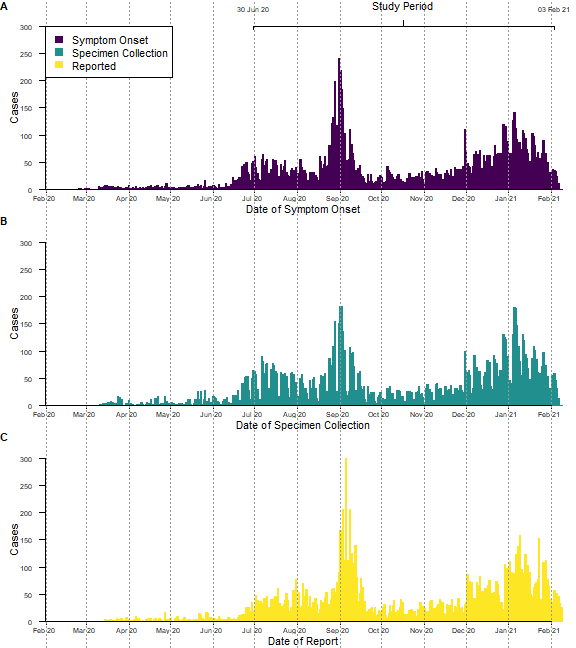 A
30 Jun 20
Study Period
03 Feb 21
Symptom Onset
Specimen Collection
Reported
300
250
200
150
100
50
0
Cases
Feb 20 Mar 20 Apr 20 May 20 Jun 20 Jul 20 Aug 20 Sep 20 Oct 20 Nov 20 Dec 20 Jan 21 Feb 21
Date of Symptom Onset
B
300
250
200
150
100
50
0
Cases
Feb 20 Mar 20 Apr 20 May 20 Jun 20 Jul 20 Aug 20 Sep 20 Oct 20 Nov 20 Dec 20 Jan 21 Feb 21
Date of Specimen Collection
C
300
250
200
150
100
50
0
Cases
Feb 20 Mar 20 Apr 20 May 20 Jun 20 Jul 20 Aug 20 Sep 20 Oct 20 Nov 20 Dec 20 Jan 21 Feb 21
Date of Report